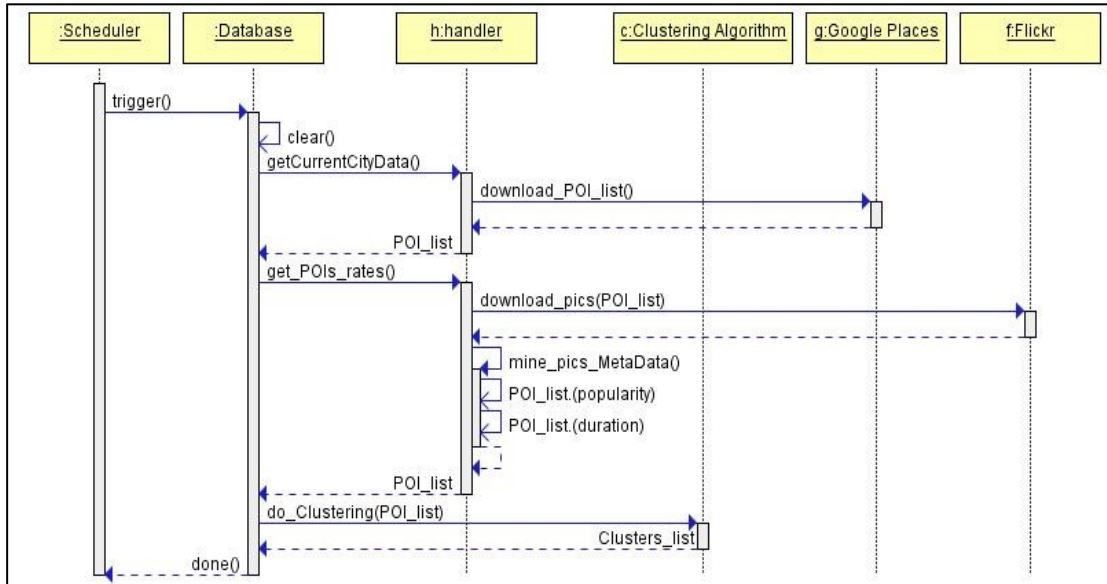 :Scheduler
:Database
h:handler
c:Clustering Algorithm
g:Google Places
f:Flickr
trigger()
clear()
getCurrentCityData()
download_POI_list()
POI_list
get_POIs_rates()
download_pics(POI_list)
mine_pics_MetaData()
POI_list.(popularity)
POI_list.(duration)
POI_list
do_Clustering(POI_list)
Clusters_list
done()